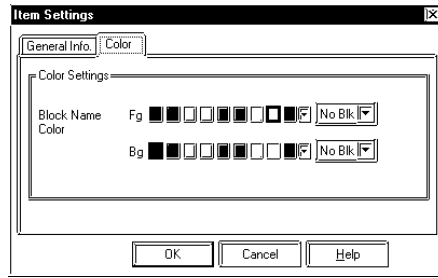 Item Settings
General Info. Color
Color Settings
Block Name Color
Fg No Blk
Bg No Blk
OK Cancel Help